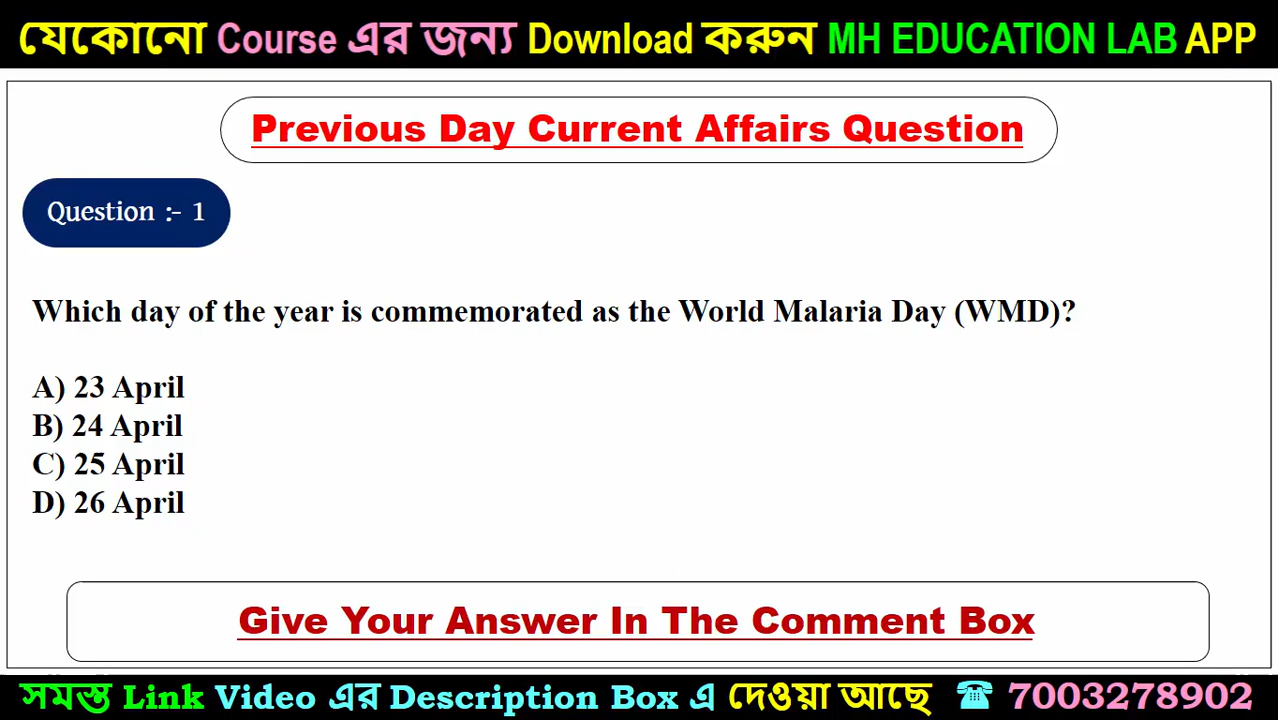 যেকোনো Course এর জন্য Download করুন MH EDUCATION LAB APP
Previous Day Current Affairs Question
Question :- 1
Which day of the year is commemorated as the World Malaria Day (WMD)?
A) 23 April
B) 24 April
C) 25 April
D) 26 April
Give Your Answer In The Comment Box
সমস্ত Link Video এর Description Box এ দেওয়া আছে ☎ 7003278902